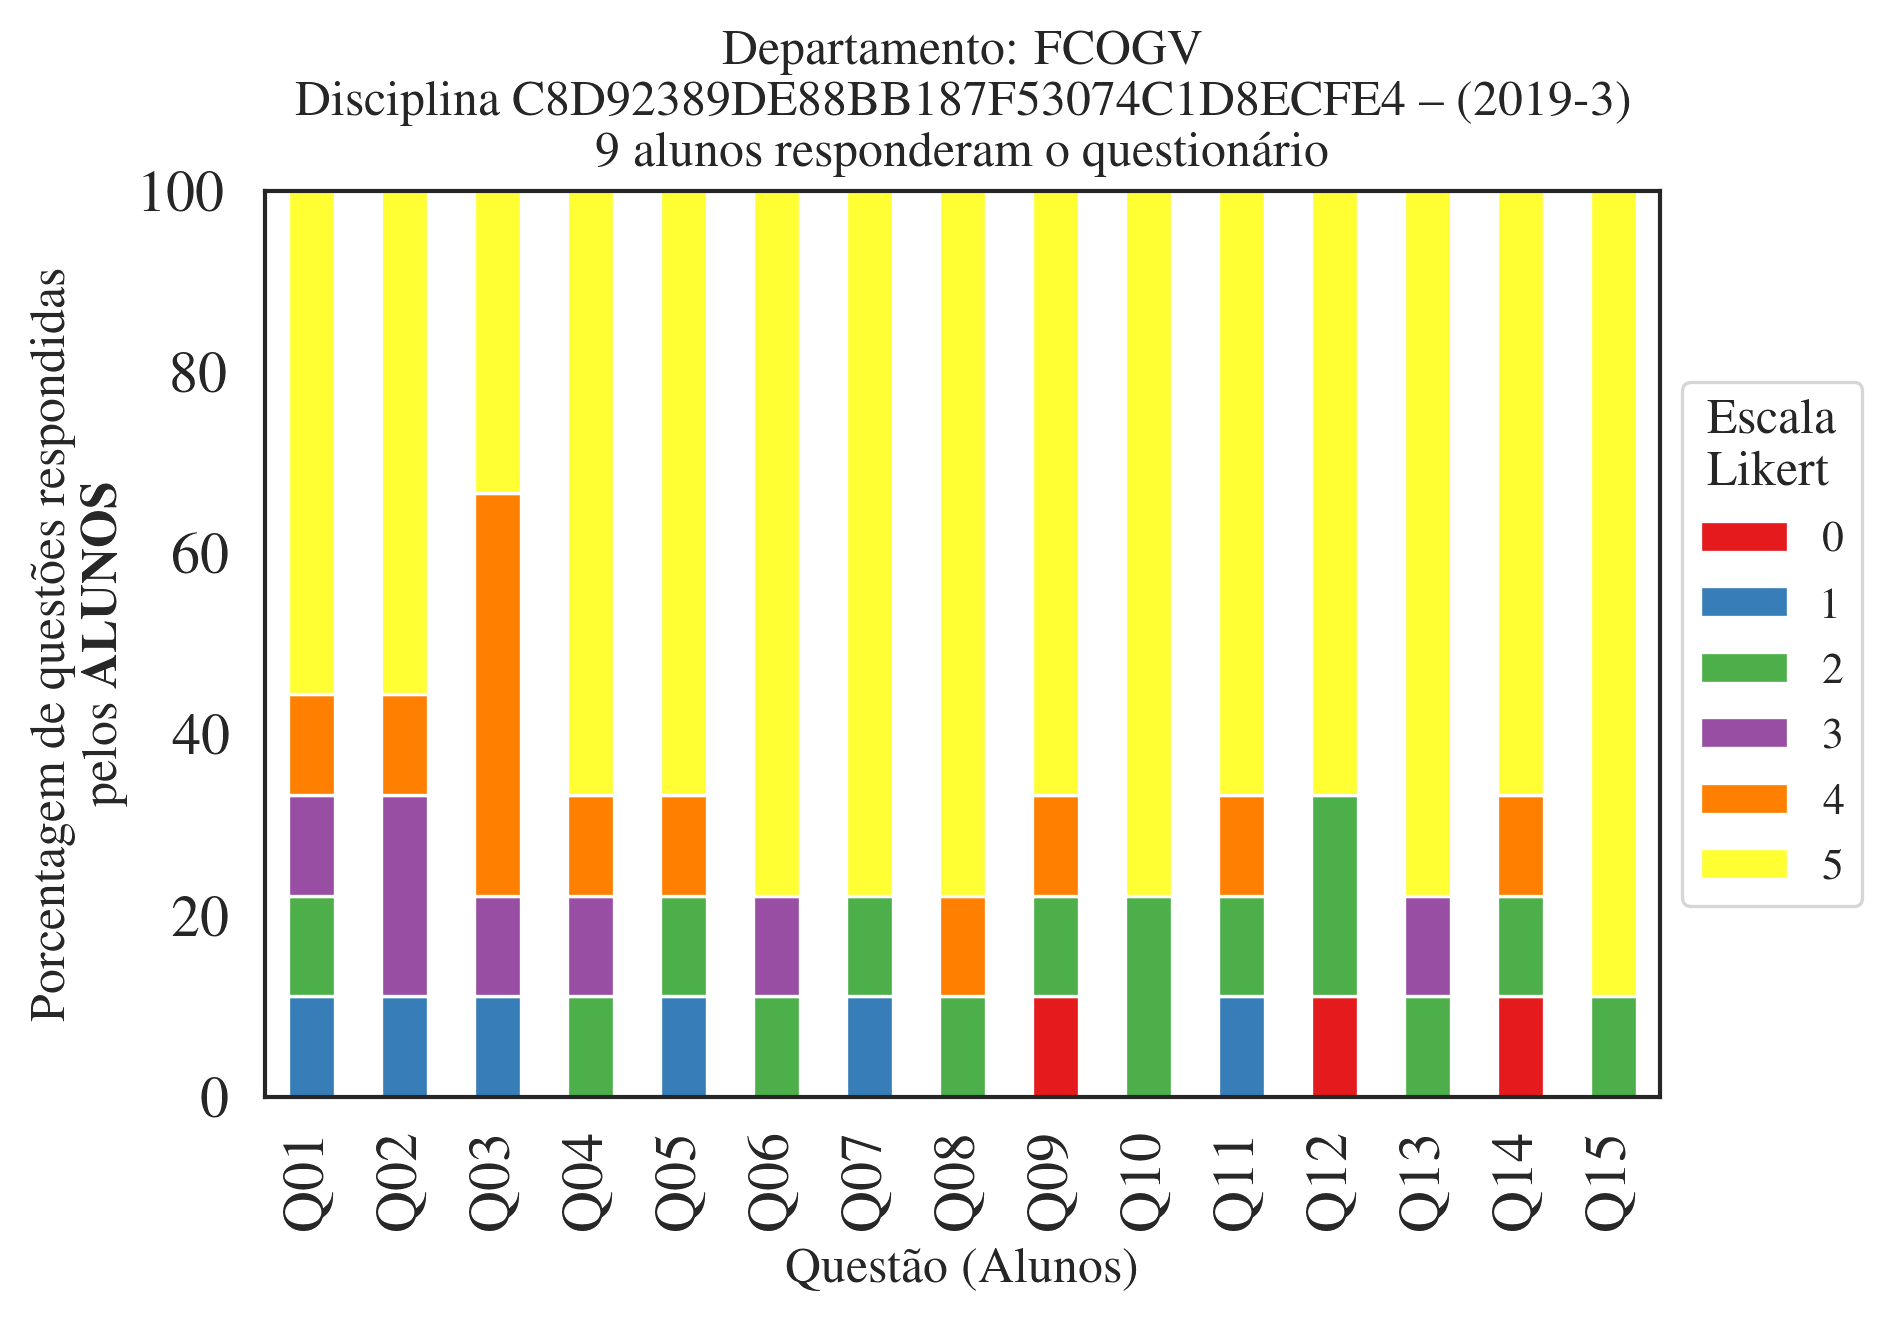 Departamento: FCOGV
Disciplina C8D92389DE88BB187F53074C1D8ECFE4 – (2019-3)
9 alunos responderam o questionário
Porcentagem de questões respondidas
pelos ALUNOS
100
80
60
40
20
0
Q01
Q02
Q03
Q04
Q05
Q06
Q07
Q08
Q09
Q10
Q11
Q12
Q13
Q14
Q15
Questão (Alunos)
Escala
Likert
0
1
2
3
4
5